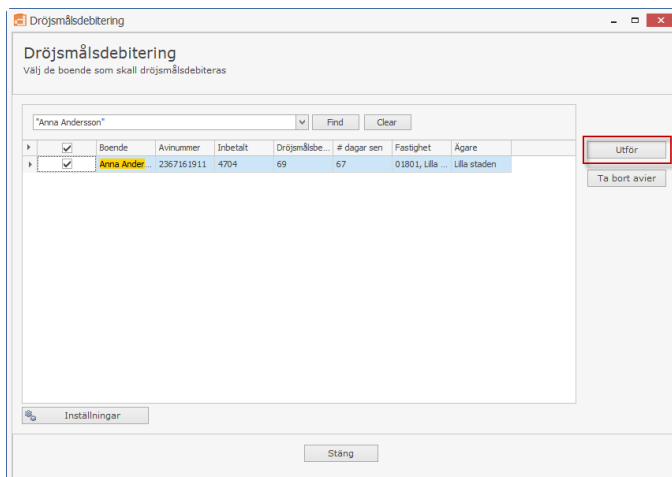 Dröjsmålsdebitering
Dröjsmålsdebitering
Välj de boende som skall dröjsmålsdebiteras
"Anna Andersson" Find Clear
Boende Avinummer Inbetalt Dröjsmålsbe... # dagar sen Fastighet Ägare
Anna Ander... 2367161911 4704 69 67 01801, Lilla ... Lilla staden
Utför
Ta bort avier
Inställningar
Stäng